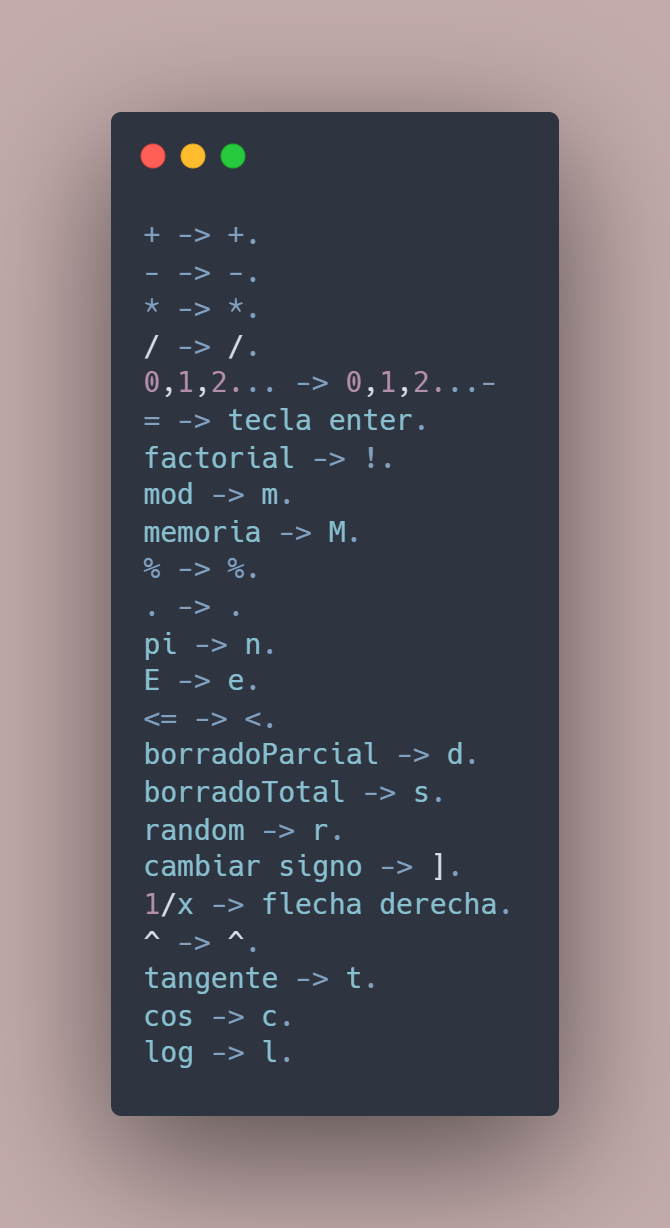 + -> +.
- -> -.
* -> *.
/ -> /.
0,1,2... -> 0,1,2...-
= -> tecla enter.
factorial -> !.
mod -> m.
memoria -> M.
% -> %.
. -> .
pi -> n.
E -> e.
<= -> <.
borradoParcial -> d.
borradoTotal -> s.
random -> r.
cambiar signo -> ].
1/x -> flecha derecha.
^ -> ^.
tangente -> t.
cos -> c.
log -> l.